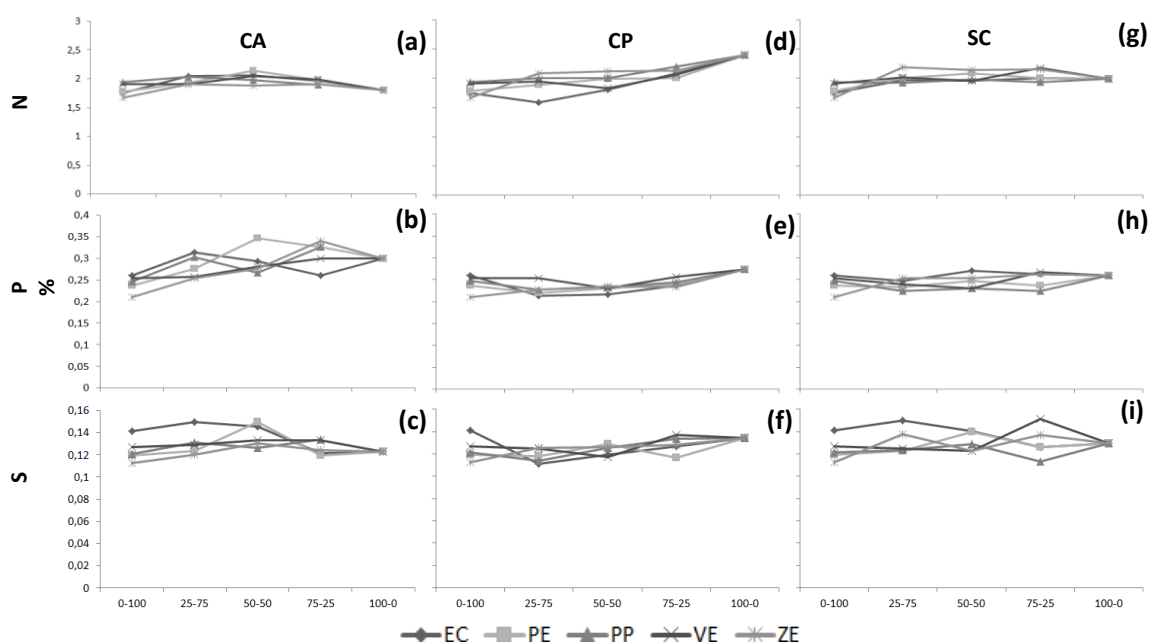 CA (a)
CP (d)
SC (g)
N
3
2,5
2
1,5
1
0,5
0
(b)
(e)
(h)
P
%
0,4
0,35
0,3
0,25
0,2
0,15
0,1
0,05
0
(c)
(f)
(i)
S
0,16
0,14
0,12
0,1
0,08
0,06
0,04
0,02
0
0-100 25-75 50-50 75-25 100-0
0-100 25-75 50-50 75-25 100-0
0-100 25-75 50-50 75-25 100-0
EC PE PP VE ZE